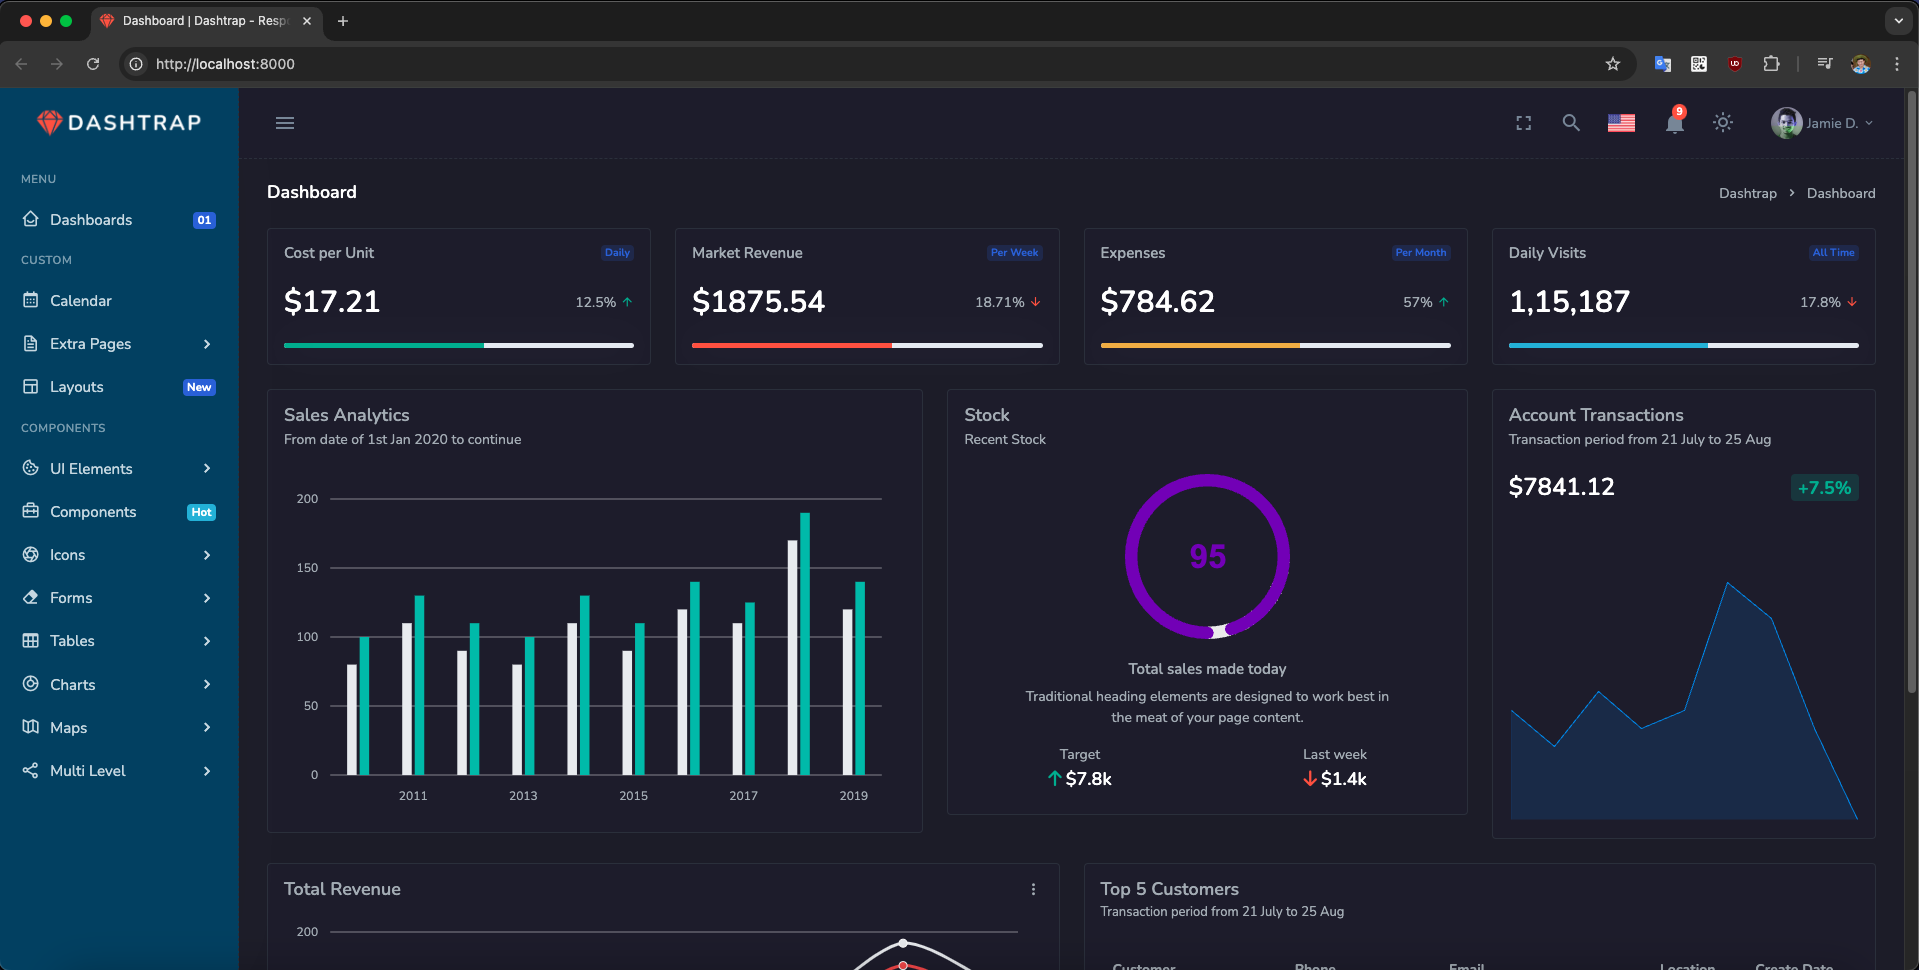 Dashboard | Dashtrap - Resp
http://localhost:8000
DASHTRAP
9
Jamie D.
MENU
Dashboards 01
CUSTOM
Calendar
Extra Pages
Layouts New
COMPONENTS
UI Elements
Components Hot
Icons
Forms
Tables
Charts
Maps
Multi Level
Dashboard
Dashtrap > Dashboard
Cost per Unit Daily
$17.21 12.5%
Market Revenue Per Week
$1875.54 18.71%
Expenses Per Month
$784.62 57%
Daily Visits All Time
1,15,187 17.8%
Sales Analytics
From date of 1st Jan 2020 to continue
200
150
100
50
0
2011 2013 2015 2017 2019
Stock
Recent Stock
95
Total sales made today
Traditional heading elements are designed to work best in
the meat of your page content.
Target Last week
$7.8k $1.4k
Account Transactions
Transaction period from 21 July to 25 Aug
$7841.12 +7.5%
Total Revenue
200
Top 5 Customers
Transaction period from 21 July to 25 Aug
Customer Phone Email Location Create Date